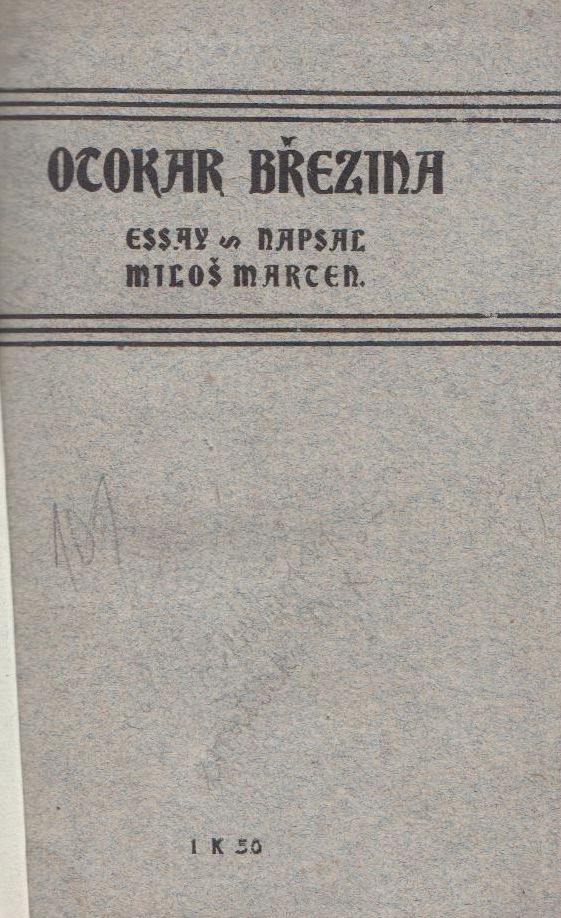 OTOKAR BŘEZINA
ESSAY ∽ NAPSAL
MILOŠ MARTEN.
1 K 50